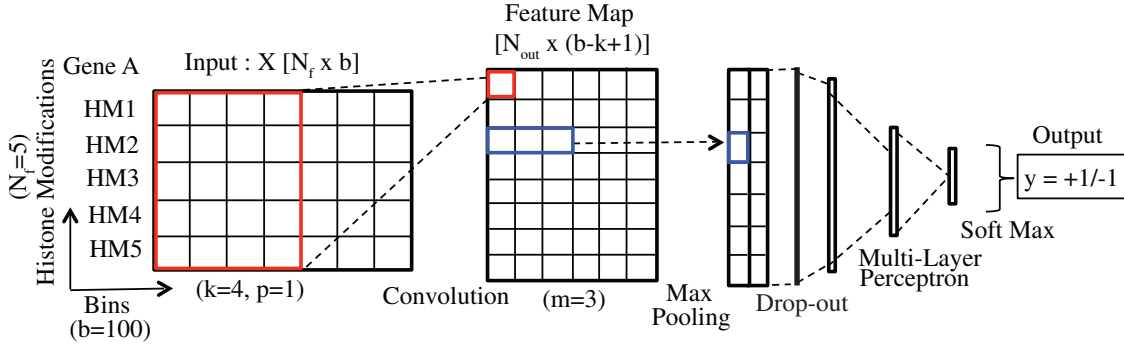 Feature Map
[N_out x (b-k+1)]
Gene A
Input : X [N_f x b]
HM1
HM2
HM3
HM4
HM5
(N_f=5)
Histone Modifications
Bins
(b=100)
(k=4, p=1)
Convolution
(m=3)
Max
Pooling
Drop-out
Multi-Layer
Perceptron
Soft Max
Output
y = +1/-1